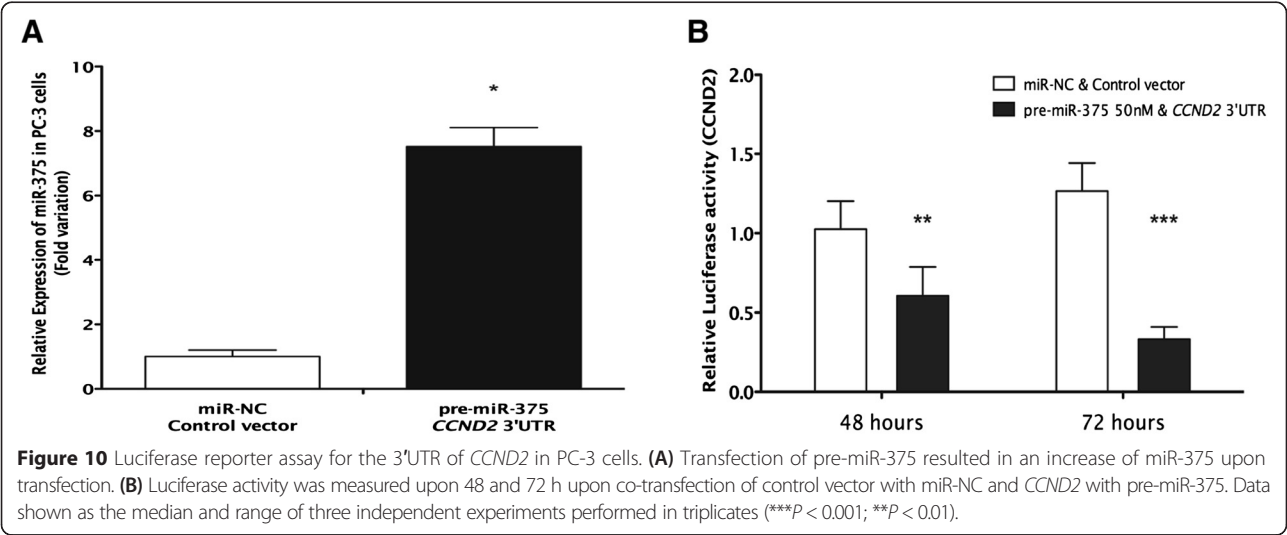 A
Relative Expression of miR-375 in PC-3 cells
(Fold variation)
10
8
6
4
2
0
*
miR-NC
Control vector
pre-miR-375
CCND2 3'UTR
B
Relative Luciferase activity (CCND2)
2.0
1.5
1.0
0.5
0.0
miR-NC & Control vector
pre-miR-375 50nM & CCND2 3'UTR
**
***
48 hours
72 hours
Figure 10 Luciferase reporter assay for the 3′UTR of CCND2 in PC-3 cells. (A) Transfection of pre-miR-375 resulted in an increase of miR-375 upon
transfection. (B) Luciferase activity was measured upon 48 and 72 h upon co-transfection of control vector with miR-NC and CCND2 with pre-miR-375. Data
shown as the median and range of three independent experiments performed in triplicates (***P < 0.001; **P < 0.01).